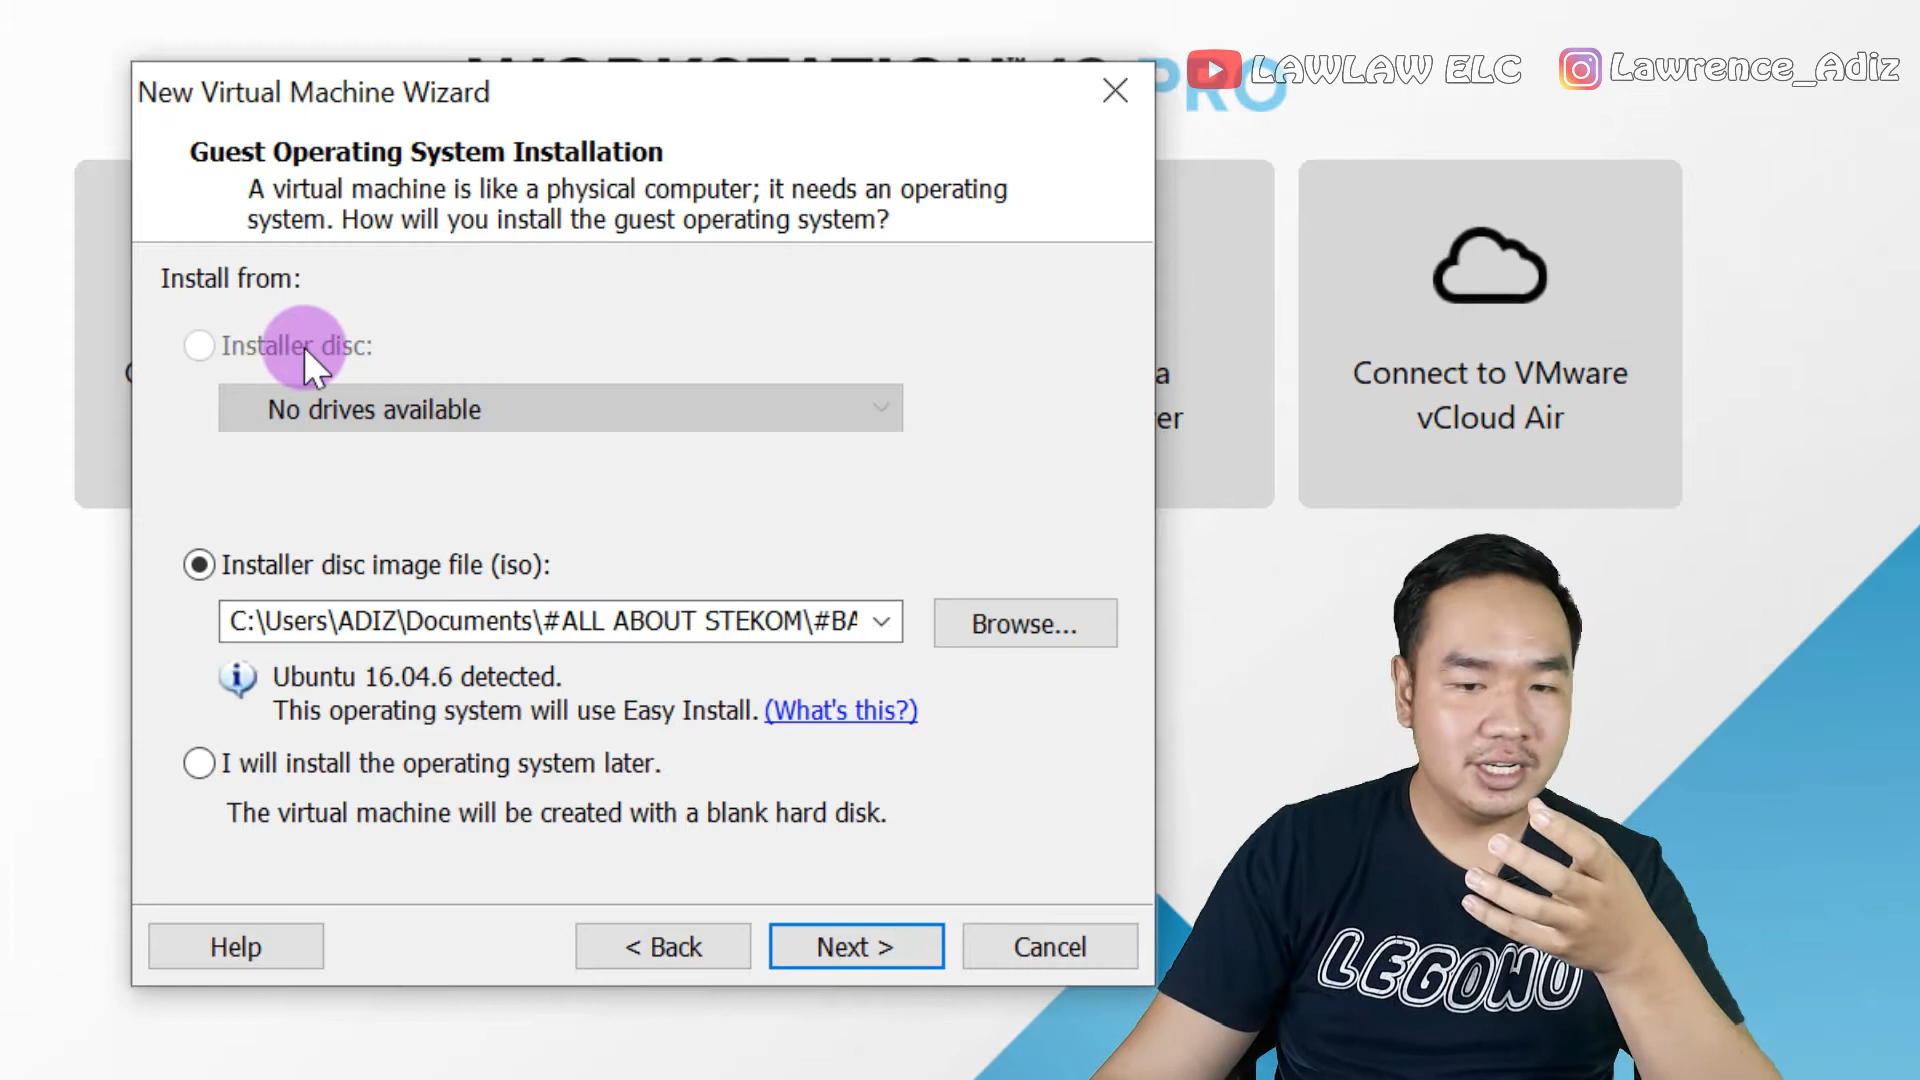 PRO
LAWLAW ELC
Lawrence_Adiz
New Virtual Machine Wizard
Guest Operating System Installation
A virtual machine is like a physical computer; it needs an operating
system. How will you install the guest operating system?
Install from:
Installer disc:
No drives available
Installer disc image file (iso):
C:\Users\ADIZ\Documents\#ALL ABOUT STEKOM\#BA
Browse...
Ubuntu 16.04.6 detected.
This operating system will use Easy Install. (What's this?)
I will install the operating system later.
The virtual machine will be created with a blank hard disk.
Help
< Back
Next >
Cancel
a
er
Connect to VMware
vCloud Air
LEGOWO